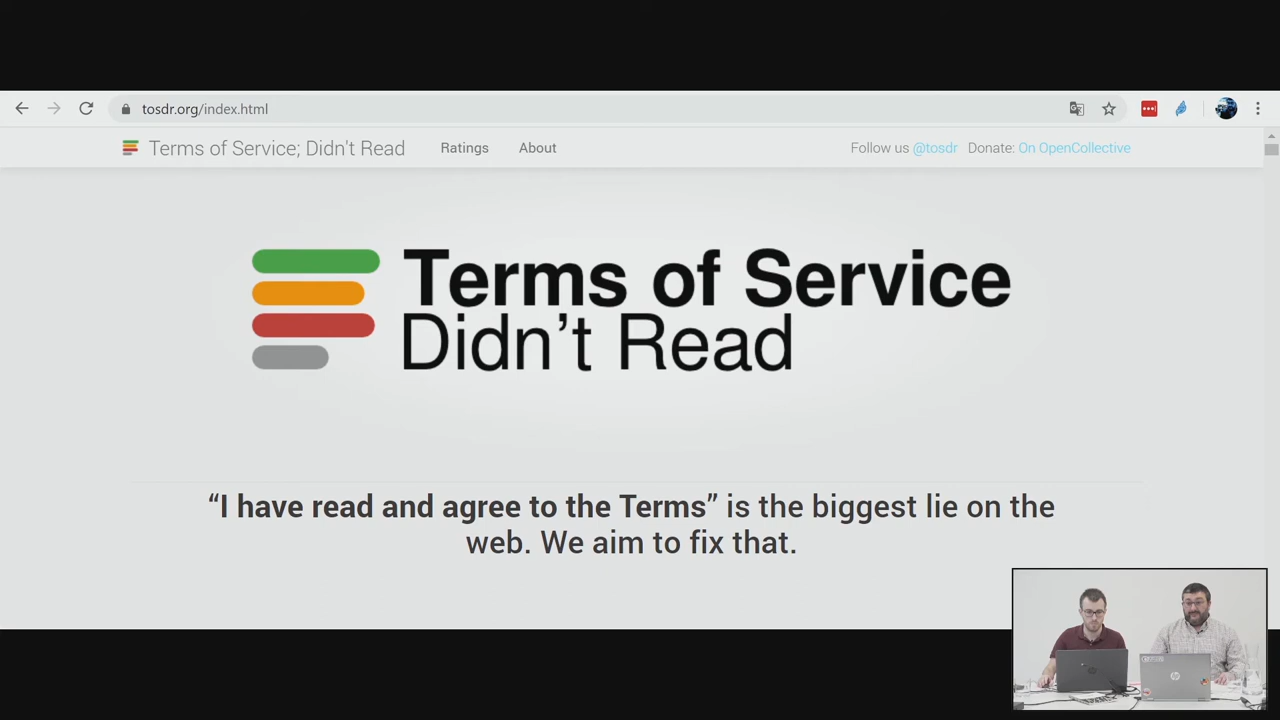 tosdr.org/index.html
Terms of Service; Didn't Read Ratings About Follow us @tosdr Donate: On OpenCollective
Terms of Service
Didn't Read
“I have read and agree to the Terms” is the biggest lie on the
web. We aim to fix that.
hp